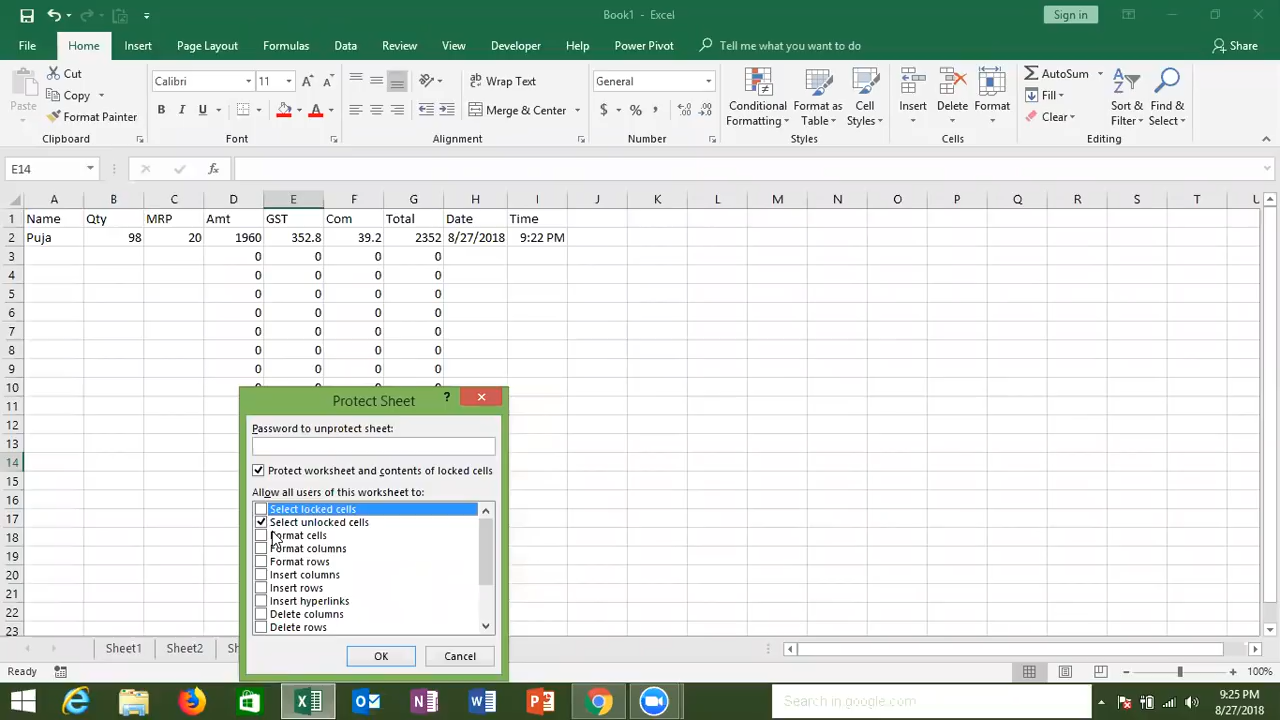 Book1 - Excel
Sign in
File Home Insert Page Layout Formulas Data Review View Developer Help Power Pivot Tell me what you want to do Share
Paste
Cut
Copy
Format Painter
Clipboard
Calibri 11
B I U
Font
Wrap Text
Merge & Center
Alignment
General
$ % ,
Number
Conditional Formatting
Format as Table
Cell Styles
Styles
Insert
Delete
Format
Cells
AutoSum
Fill
Clear
Sort & Filter
Find & Select
Editing
E14 fx
A B C D E F G H I J K L M N O P Q R S T U
1 Name Qty MRP Amt GST Com Total Date Time
2 Puja 98 20 1960 352.8 39.2 2352 8/27/2018 9:22 PM
3 0 0 0 0
4 0 0 0 0
5 0 0 0 0
6 0 0 0 0
7 0 0 0 0
8 0 0 0 0
9 0 0 0 0
10 0 0 0 0
11
12
13
14
15
16
17
18
19
20
21
22
23
Protect Sheet ?
Password to unprotect sheet:
Protect worksheet and contents of locked cells
Allow all users of this worksheet to:
Select locked cells
Select unlocked cells
Format cells
Format columns
Format rows
Insert columns
Insert rows
Insert hyperlinks
Delete columns
Delete rows
OK Cancel
Sheet1 Sheet2 Sh
Ready 100%
Search in google.com
9:25 PM
8/27/2018